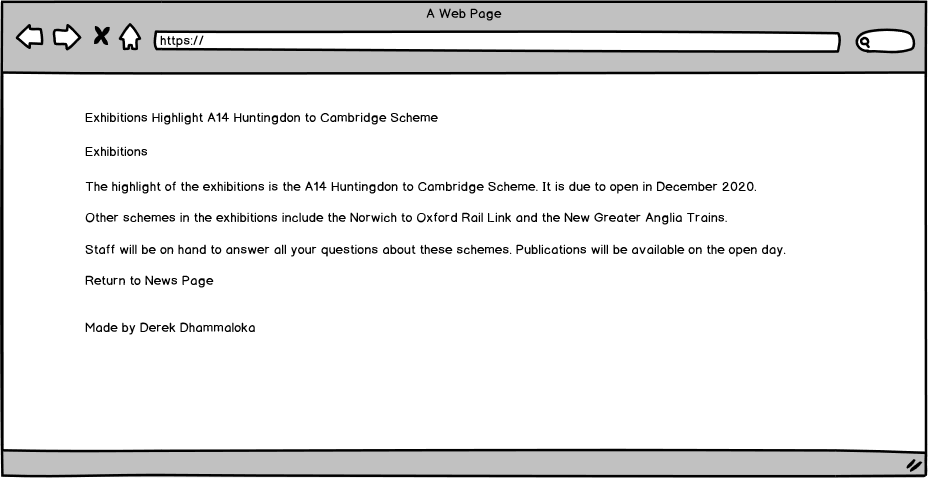 A Web Page
https://
Exhibitions Highlight A14 Huntingdon to Cambridge Scheme
Exhibitions
The highlight of the exhibitions is the A14 Huntingdon to Cambridge Scheme. It is due to open in December 2020.
Other schemes in the exhibitions include the Norwich to Oxford Rail Link and the New Greater Anglia Trains.
Staff will be on hand to answer all your questions about these schemes. Publications will be available on the open day.
Return to News Page
Made by Derek Dhammaloka